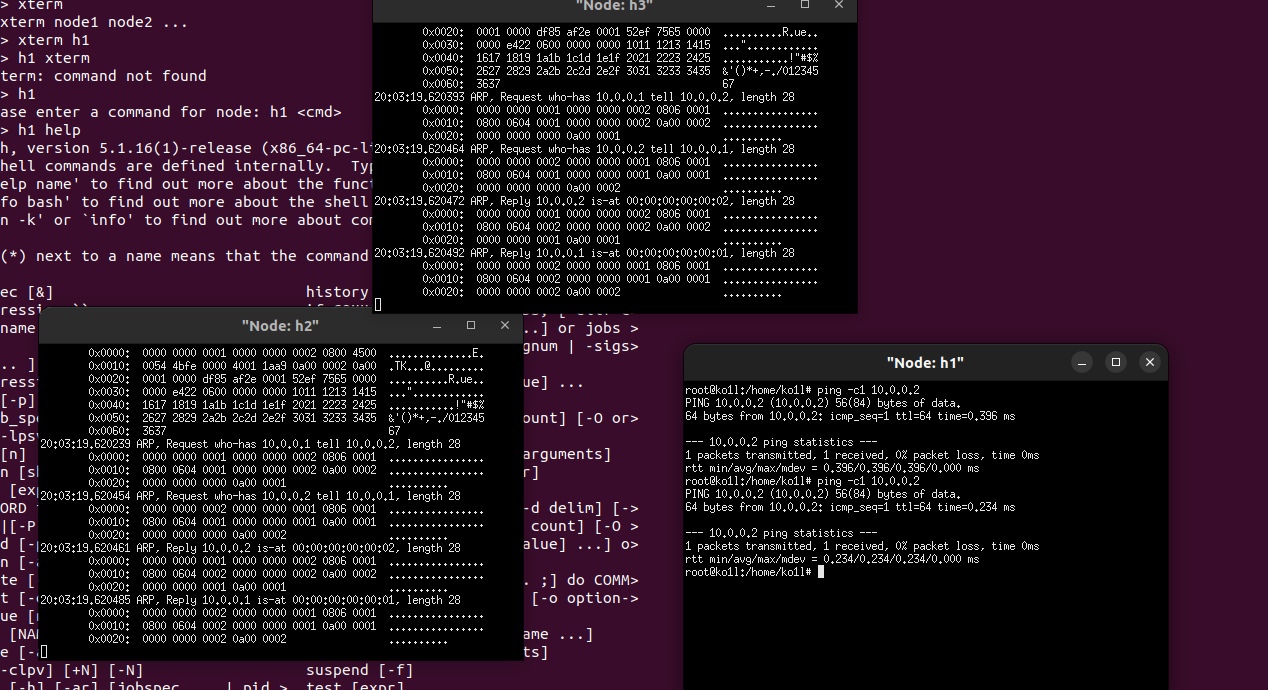 > xterm
xterm node1 node2 ...
> xterm h1
> h1 xterm
term: command not found
> h1
ase enter a command for node: h1 <cmd>
> h1 help
h, version 5.1.16(1)-release (x86_64-pc-li
hell commands are defined internally.  Typ
elp name' to find out more about the funct
fo bash' to find out more about the shell
n -k' or `info' to find out more about com
(*) next to a name means that the command
ec [&]                            history
name
..] or jobs >
gnum | -sigs>
.. ]
ue] ...
[-p]
b_spe
ount] [-O or>
-lpsv
[n]
arguments]
n [sh
r]
[exp
ORD
-d delim] [->
|[-P
count] [-O >
d [-
alue] ...] o>
n [-a
te [
. ;] do COMM>
t [-
[-o option->
ue [n
[NAM
ame ...]
e [-a
ts]
-clpv] [+N] [-N]                  suspend [-f]
[-h] [-ar] [jobspec ... | pid >  test [expr]
"Node: h3"
0x0020:  0001 0000 df85 af2e 0001 52ef 7565 0000  ..........R.ue..
0x0030:  0000 e422 0600 0000 0000 1011 1213 1415  ..."............
0x0040:  1617 1819 1a1b 1c1d 1e1f 2021 2223 2425  ..........!"#$%
0x0050:  2627 2829 2a2b 2c2d 2e2f 3031 3233 3435  &'()*+,-./012345
0x0060:  3637                                     67
20:03:19.620393 ARP, Request who-has 10.0.0.1 tell 10.0.0.2, length 28
0x0000:  0000 0000 0001 0000 0000 0002 0806 0001  ................
0x0010:  0800 0604 0001 0000 0000 0002 0a00 0002  ................
0x0020:  0000 0000 0000 0a00 0001                 ..........
20:03:19.620464 ARP, Request who-has 10.0.0.2 tell 10.0.0.1, length 28
0x0000:  0000 0000 0002 0000 0000 0001 0806 0001  ................
0x0010:  0800 0604 0001 0000 0000 0001 0a00 0001  ................
0x0020:  0000 0000 0000 0a00 0002                 ..........
20:03:19.620472 ARP, Reply 10.0.0.2 is-at 00:00:00:00:00:02, length 28
0x0000:  0000 0000 0001 0000 0000 0002 0806 0001  ................
0x0010:  0800 0604 0002 0000 0000 0002 0a00 0002  ................
0x0020:  0000 0000 0001 0a00 0001                 ..........
20:03:19.620492 ARP, Reply 10.0.0.1 is-at 00:00:00:00:00:01, length 28
0x0000:  0000 0000 0002 0000 0000 0001 0806 0001  ................
0x0010:  0800 0604 0002 0000 0000 0001 0a00 0001  ................
0x0020:  0000 0000 0002 0a00 0002                 ..........
"Node: h2"
0x0000:  0000 0000 0001 0000 0000 0002 0800 4500  ..............E.
0x0010:  0054 4bfe 0000 4001 1aa9 0a00 0002 0a00  .TK...@.........
0x0020:  0001 0000 df85 af2e 0001 52ef 7565 0000  ..........R.ue..
0x0030:  0000 e422 0600 0000 0000 1011 1213 1415  ..."............
0x0040:  1617 1819 1a1b 1c1d 1e1f 2021 2223 2425  ..........!"#$%
0x0050:  2627 2829 2a2b 2c2d 2e2f 3031 3233 3435  &'()*+,-./012345
0x0060:  3637                                     67
20:03:19.620239 ARP, Request who-has 10.0.0.1 tell 10.0.0.2, length 28
0x0000:  0000 0000 0001 0000 0000 0002 0806 0001  ................
0x0010:  0800 0604 0001 0000 0000 0002 0a00 0002  ................
0x0020:  0000 0000 0000 0a00 0001                 ..........
20:03:19.620454 ARP, Request who-has 10.0.0.2 tell 10.0.0.1, length 28
0x0000:  0000 0000 0002 0000 0000 0001 0806 0001  ................
0x0010:  0800 0604 0001 0000 0000 0001 0a00 0001  ................
0x0020:  0000 0000 0000 0a00 0002                 ..........
20:03:19.620461 ARP, Reply 10.0.0.2 is-at 00:00:00:00:00:02, length 28
0x0000:  0000 0000 0001 0000 0000 0002 0806 0001  ................
0x0010:  0800 0604 0002 0000 0000 0002 0a00 0002  ................
0x0020:  0000 0000 0001 0a00 0001                 ..........
20:03:19.620485 ARP, Reply 10.0.0.1 is-at 00:00:00:00:00:01, length 28
0x0000:  0000 0000 0002 0000 0000 0001 0806 0001  ................
0x0010:  0800 0604 0002 0000 0000 0001 0a00 0001  ................
0x0020:  0000 0000 0002 0a00 0002                 ..........
"Node: h1"
root@ko1l:/home/ko1l# ping -c1 10.0.0.2
PING 10.0.0.2 (10.0.0.2) 56(84) bytes of data.
64 bytes from 10.0.0.2: icmp_seq=1 ttl=64 time=0.396 ms
--- 10.0.0.2 ping statistics ---
1 packets transmitted, 1 received, 0% packet loss, time 0ms
rtt min/avg/max/mdev = 0.396/0.396/0.396/0.000 ms
root@ko1l:/home/ko1l# ping -c1 10.0.0.2
PING 10.0.0.2 (10.0.0.2) 56(84) bytes of data.
64 bytes from 10.0.0.2: icmp_seq=1 ttl=64 time=0.234 ms
--- 10.0.0.2 ping statistics ---
1 packets transmitted, 1 received, 0% packet loss, time 0ms
rtt min/avg/max/mdev = 0.234/0.234/0.234/0.000 ms
root@ko1l:/home/ko1l#